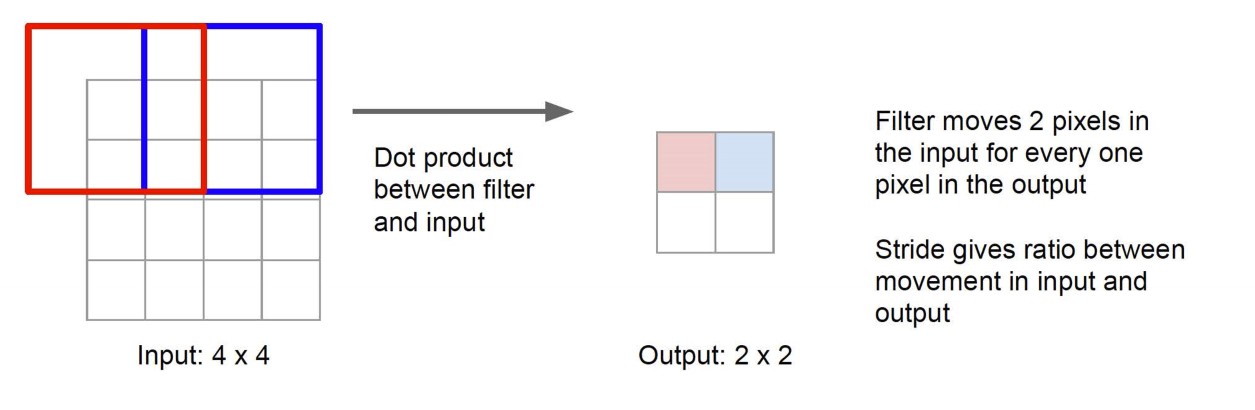 Dot product
between filter
and input
Input: 4 x 4
Output: 2 x 2
Filter moves 2 pixels in
the input for every one
pixel in the output
Stride gives ratio between
movement in input and
output